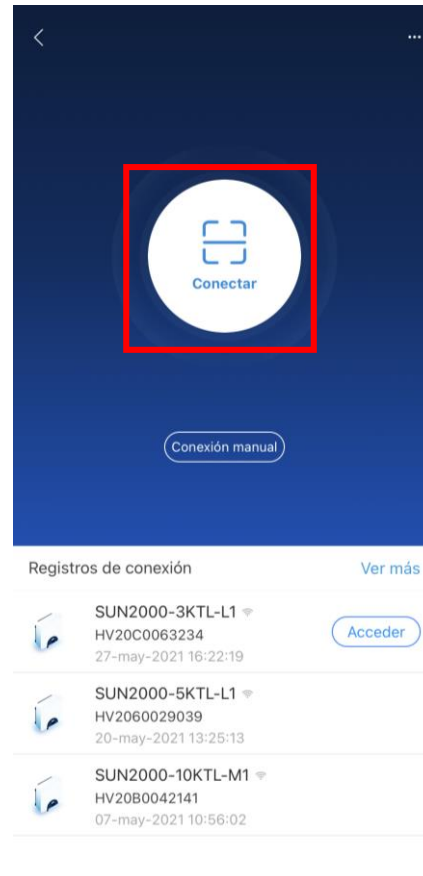 Conectar
Conexión manual
Registros de conexión Ver más
SUN2000-3KTL-L1
HV20C0063234 Acceder
27-may-2021 16:22:19
SUN2000-5KTL-L1
HV2060029039
20-may-2021 13:25:13
SUN2000-10KTL-M1
HV20B0042141
07-may-2021 10:56:02